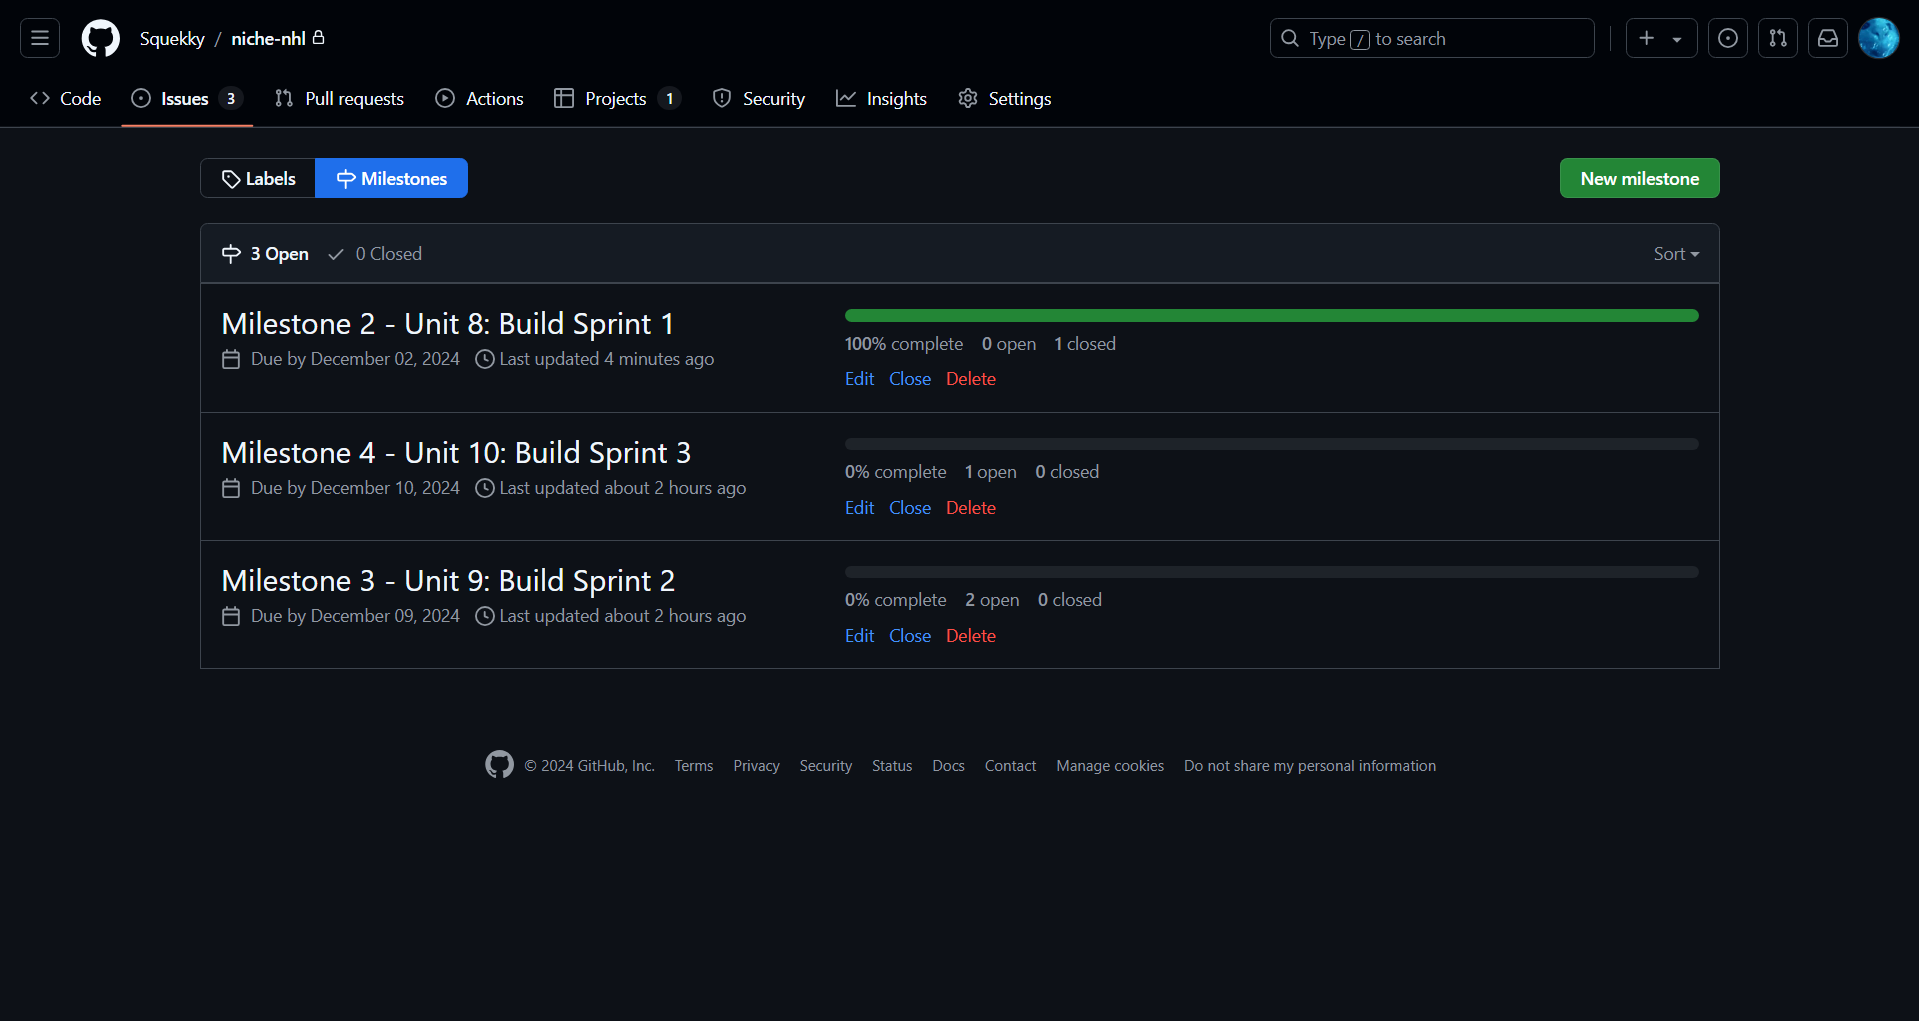 Squekky / niche-nhl
Type / to search
Code
Issues 3
Pull requests
Actions
Projects 1
Security
Insights
Settings
Labels
Milestones
New milestone
3 Open
0 Closed
Sort
Milestone 2 - Unit 8: Build Sprint 1
Due by December 02, 2024 Last updated 4 minutes ago
100% complete 0 open 1 closed
Edit Close Delete
Milestone 4 - Unit 10: Build Sprint 3
Due by December 10, 2024 Last updated about 2 hours ago
0% complete 1 open 0 closed
Edit Close Delete
Milestone 3 - Unit 9: Build Sprint 2
Due by December 09, 2024 Last updated about 2 hours ago
0% complete 2 open 0 closed
Edit Close Delete
© 2024 GitHub, Inc. Terms Privacy Security Status Docs Contact Manage cookies Do not share my personal information